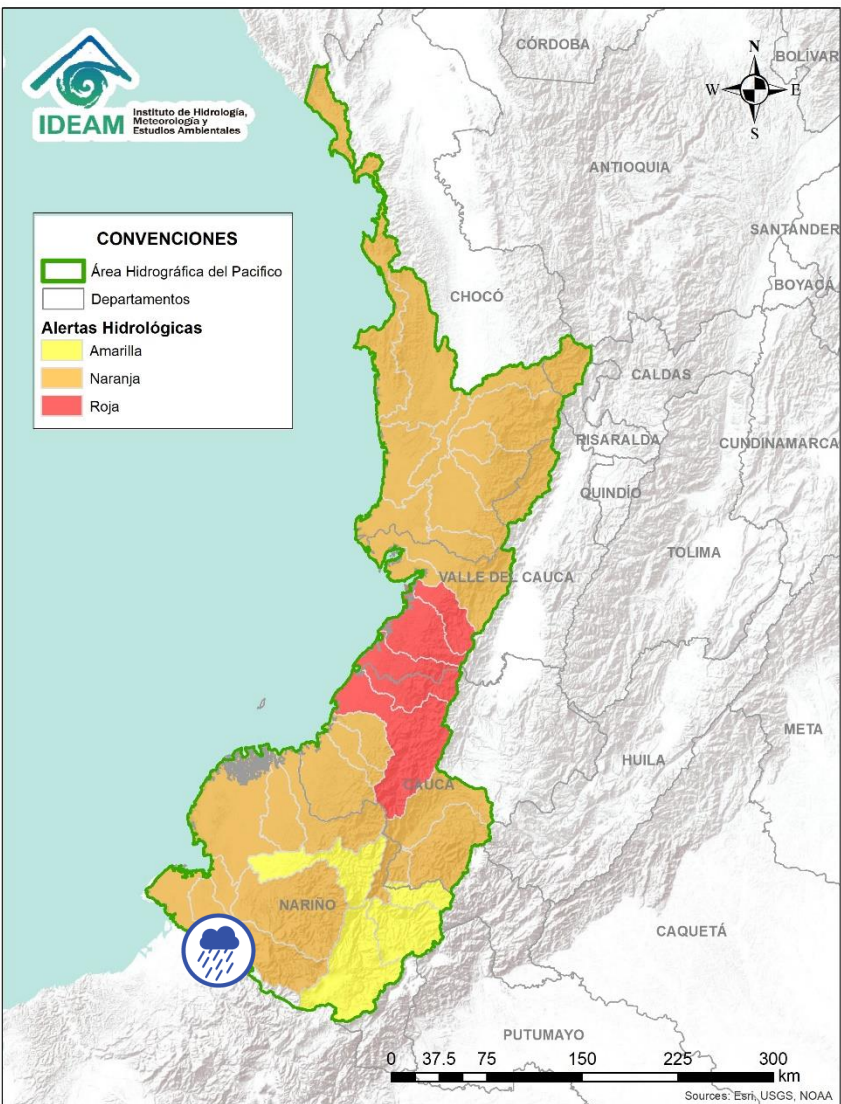 IDEAM
Instituto de Hidrología,
Meteorología y
Estudios Ambientales
CÓRDOBA
N
BOLÍVAR
W
E
S
ANTIOQUIA
SANTANDER
CONVENCIONES
Área Hidrográfica del Pacifico
Departamentos
Alertas Hidrológicas
Amarilla
Naranja
Roja
BOYACÁ
CHOCÓ
CALDAS
RISARALDA
CUNDINAMARCA
QUINDÍO
TOLIMA
VALLE DEL CAUCA
META
HUILA
CAUCA
NARIÑO
CAQUETÁ
PUTUMAYO
0 37.5 75 150 225 300
km
Sources: Esri, USGS, NOAA